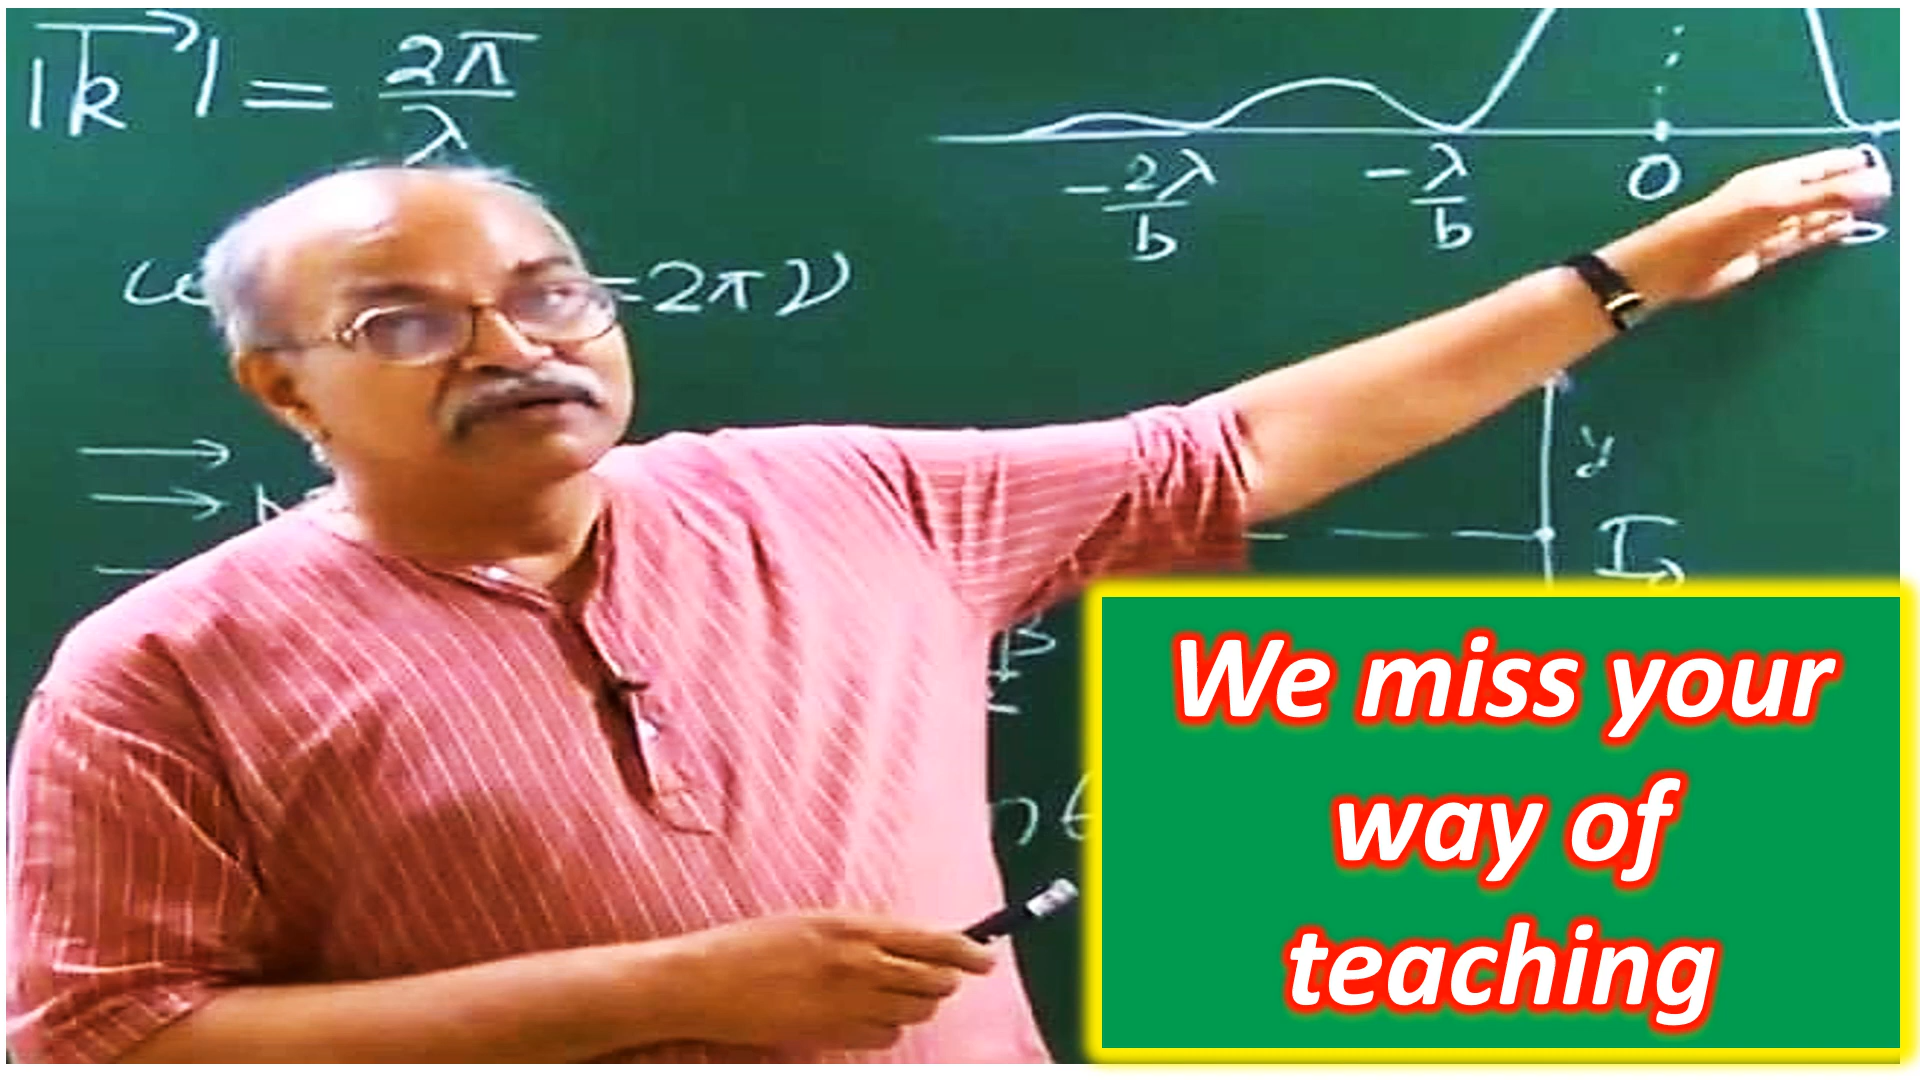 |k⃗| = 2π/λ
-2λ/b -λ/b 0
=2πν
We miss your
way of
teaching